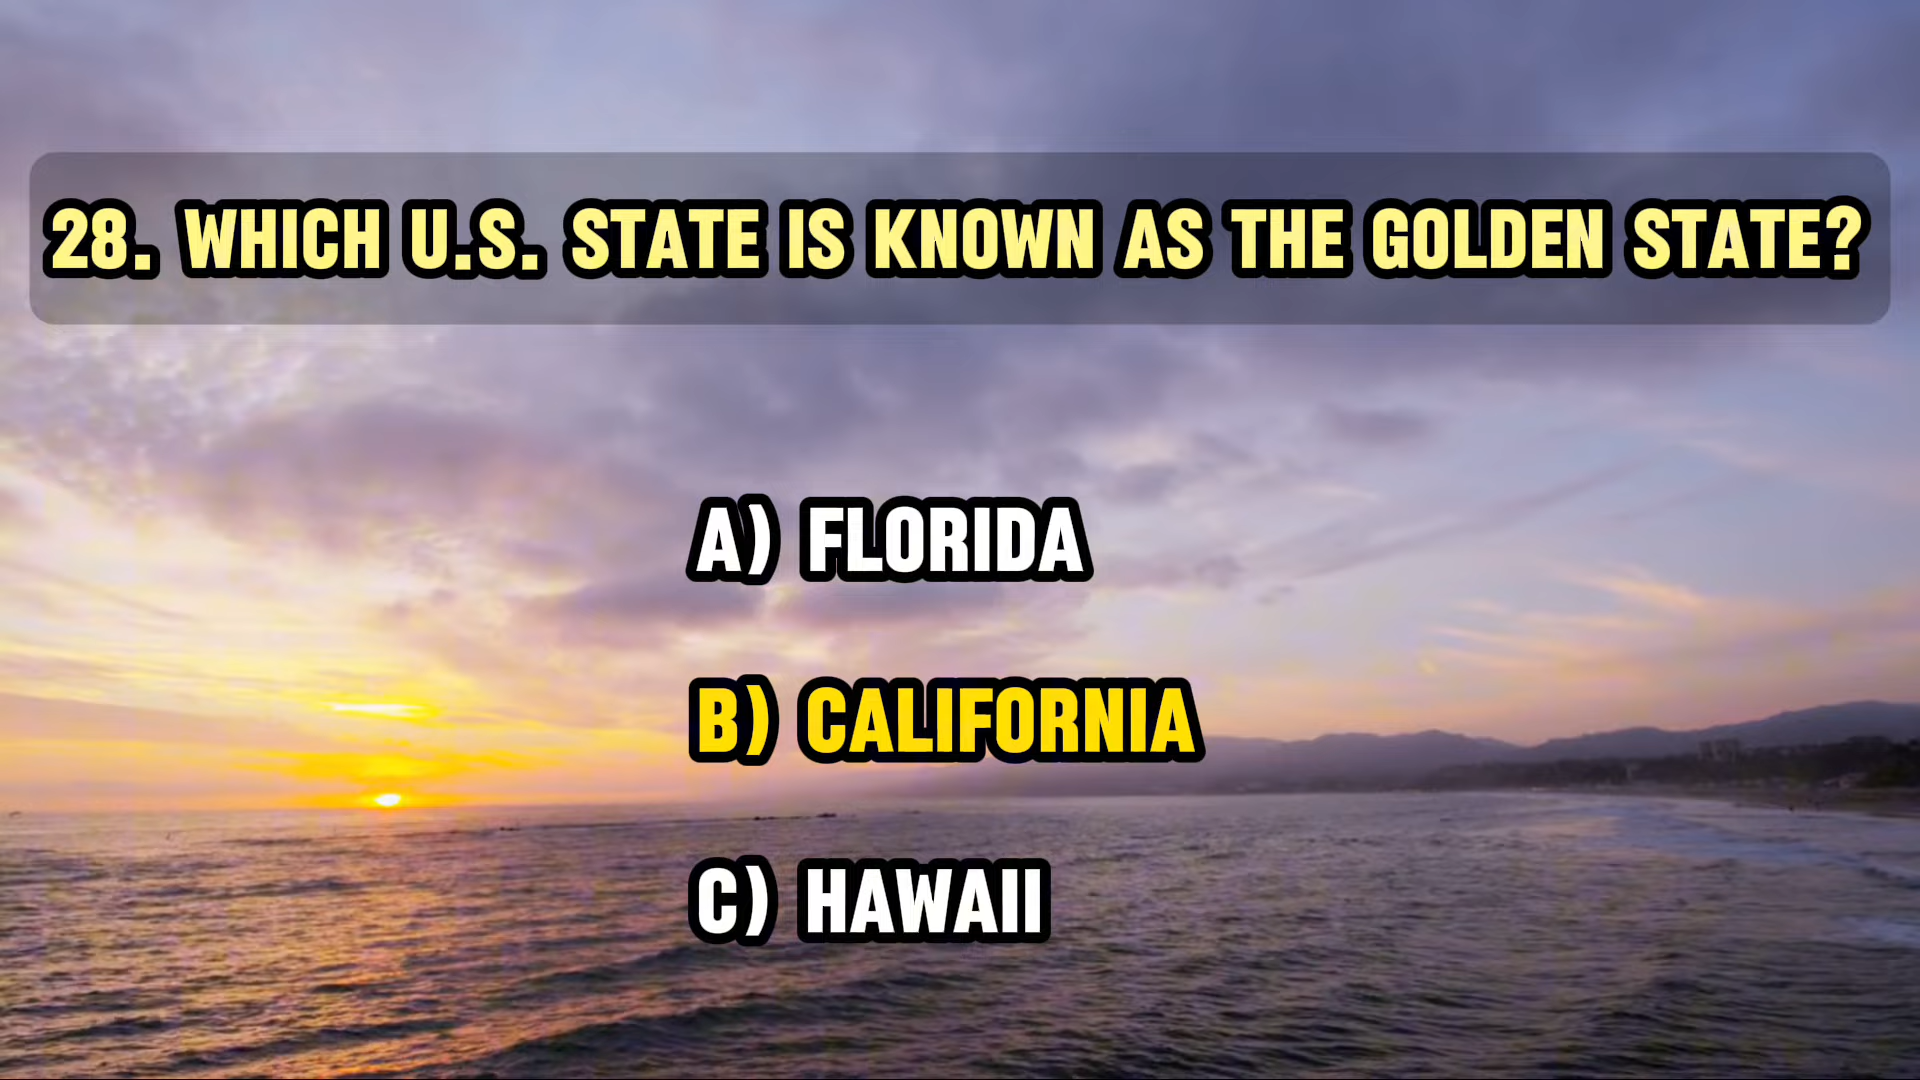 28. WHICH U.S. STATE IS KNOWN AS THE GOLDEN STATE?
A) FLORIDA
B) CALIFORNIA
C) HAWAII